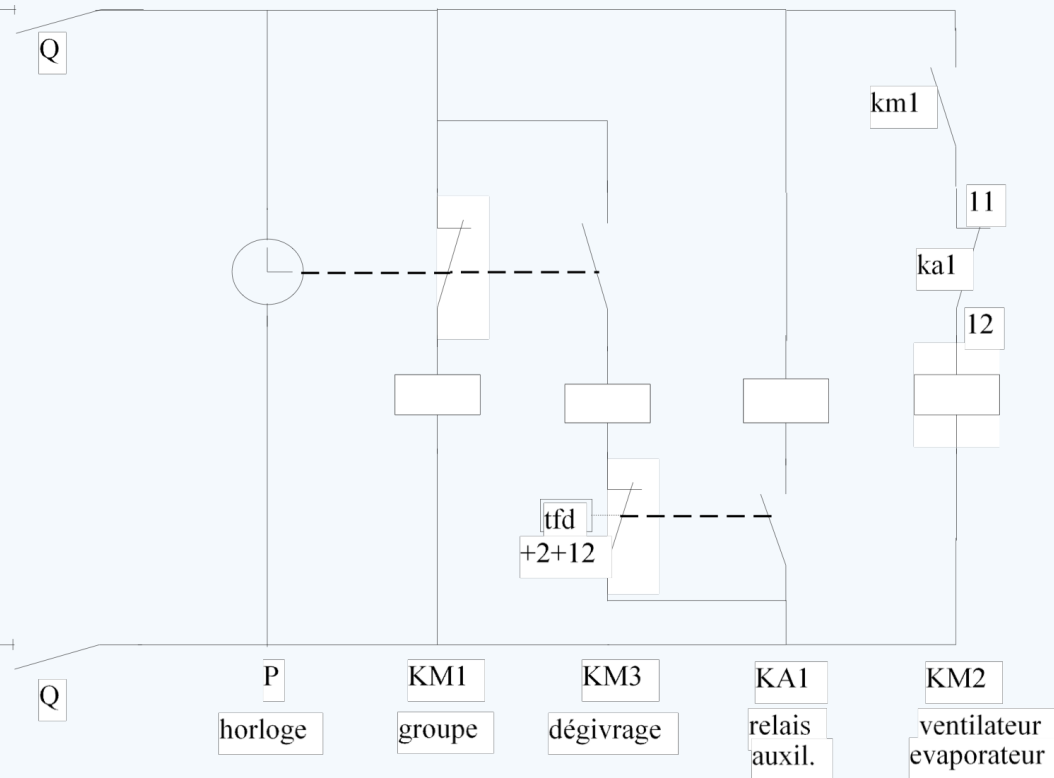 Q
km1
11
ka1
12
tfd
+2+12
Q
P
KM1
KM3
KA1
KM2
horloge
groupe
dégivrage
relais
auxil.
ventilateur
evaporateur